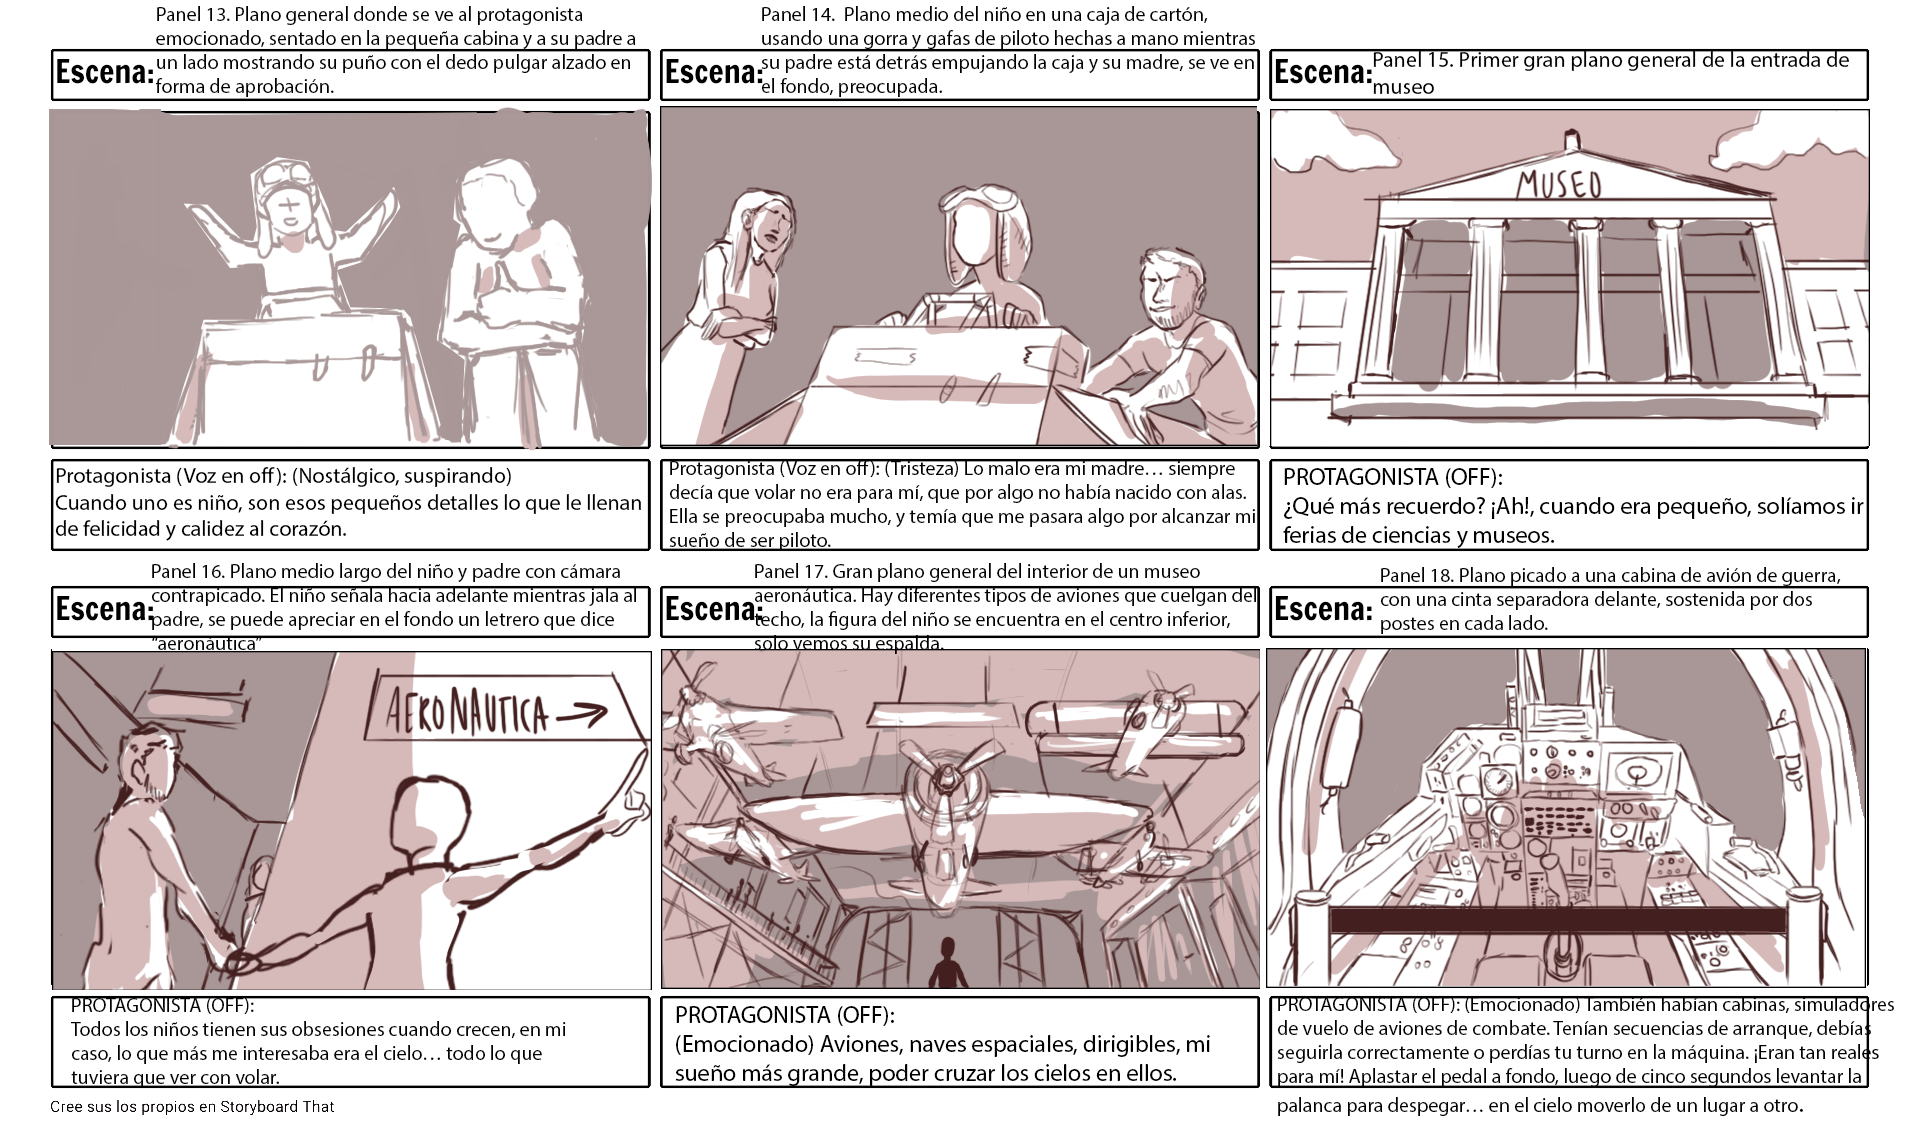 Panel 13. Plano general donde se ve al protagonista
emocionado, sentado en la pequeña cabina y a su padre a
un lado mostrando su puño con el dedo pulgar alzado en
forma de aprobación.
Escena:
Panel 14.  Plano medio del niño en una caja de cartón,
usando una gorra y gafas de piloto hechas a mano mientras
su padre está detrás empujando la caja y su madre, se ve en
el fondo, preocupada.
Escena:
Panel 15. Primer gran plano general de la entrada de
museo
Escena:
MUSEO
Protagonista (Voz en off): (Nostálgico, suspirando)
Cuando uno es niño, son esos pequeños detalles lo que le llenan
de felicidad y calidez al corazón.
Protagonista (Voz en off): (Tristeza) Lo malo era mi madre… siempre
decía que volar no era para mí, que por algo no había nacido con alas.
Ella se preocupaba mucho, y temía que me pasara algo por alcanzar mi
sueño de ser piloto.
PROTAGONISTA (OFF):
¿Qué más recuerdo? ¡Ah!, cuando era pequeño, solíamos ir
ferias de ciencias y museos.
Panel 16. Plano medio largo del niño y padre con cámara
contrapicado. El niño señala hacia adelante mientras jala al
padre, se puede apreciar en el fondo un letrero que dice
"aeronáutica"
Escena:
Panel 17. Gran plano general del interior de un museo
aeronáutica. Hay diferentes tipos de aviones que cuelgan del
techo, la figura del niño se encuentra en el centro inferior,
solo vemos su espalda.
Escena:
Panel 18. Plano picado a una cabina de avión de guerra,
con una cinta separadora delante, sostenida por dos
postes en cada lado.
Escena:
AERONÁUTICA
PROTAGONISTA (OFF):
Todos los niños tienen sus obsesiones cuando crecen, en mi
caso, lo que más me interesaba era el cielo… todo lo que
tuviera que ver con volar.
PROTAGONISTA (OFF):
(Emocionado) Aviones, naves espaciales, dirigibles, mi
sueño más grande, poder cruzar los cielos en ellos.
PROTAGONISTA (OFF): (Emocionado) También habían cabinas, simuladores
de vuelo de aviones de combate. Tenían secuencias de arranque, debías
seguirla correctamente o perdías tu turno en la máquina. ¡Eran tan reales
para mí! Aplastar el pedal a fondo, luego de cinco segundos levantar la
palanca para despegar… en el cielo moverlo de un lugar a otro.
Cree sus los propios en Storyboard That